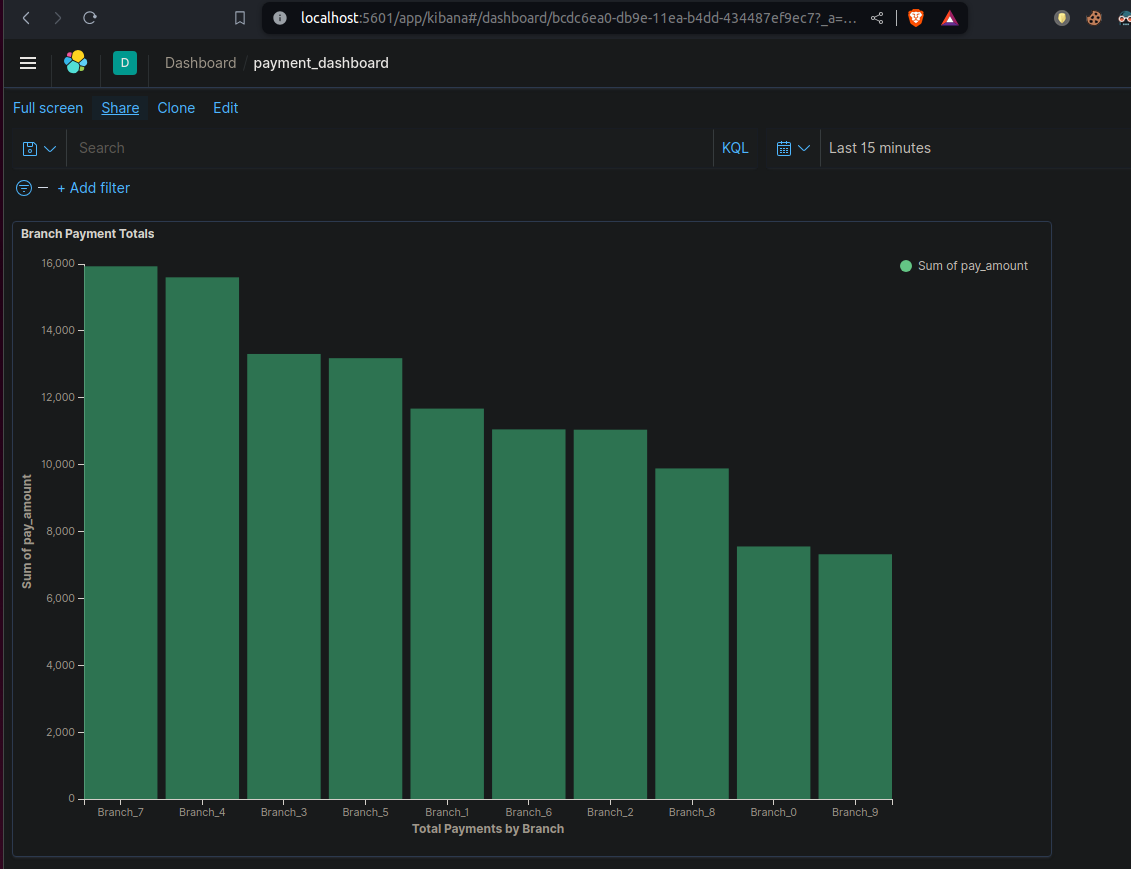 localhost:5601/app/kibana#/dashboard/bcdc6ea0-db9e-11ea-b4dd-434487ef9ec7?_a=...
D Dashboard / payment_dashboard
Full screen Share Clone Edit
Search KQL Last 15 minutes
+ Add filter
Branch Payment Totals
Sum of pay_amount
16,000
14,000
12,000
10,000
8,000
6,000
4,000
2,000
0
Sum of pay_amount
Branch_7 Branch_4 Branch_3 Branch_5 Branch_1 Branch_6 Branch_2 Branch_8 Branch_0 Branch_9
Total Payments by Branch